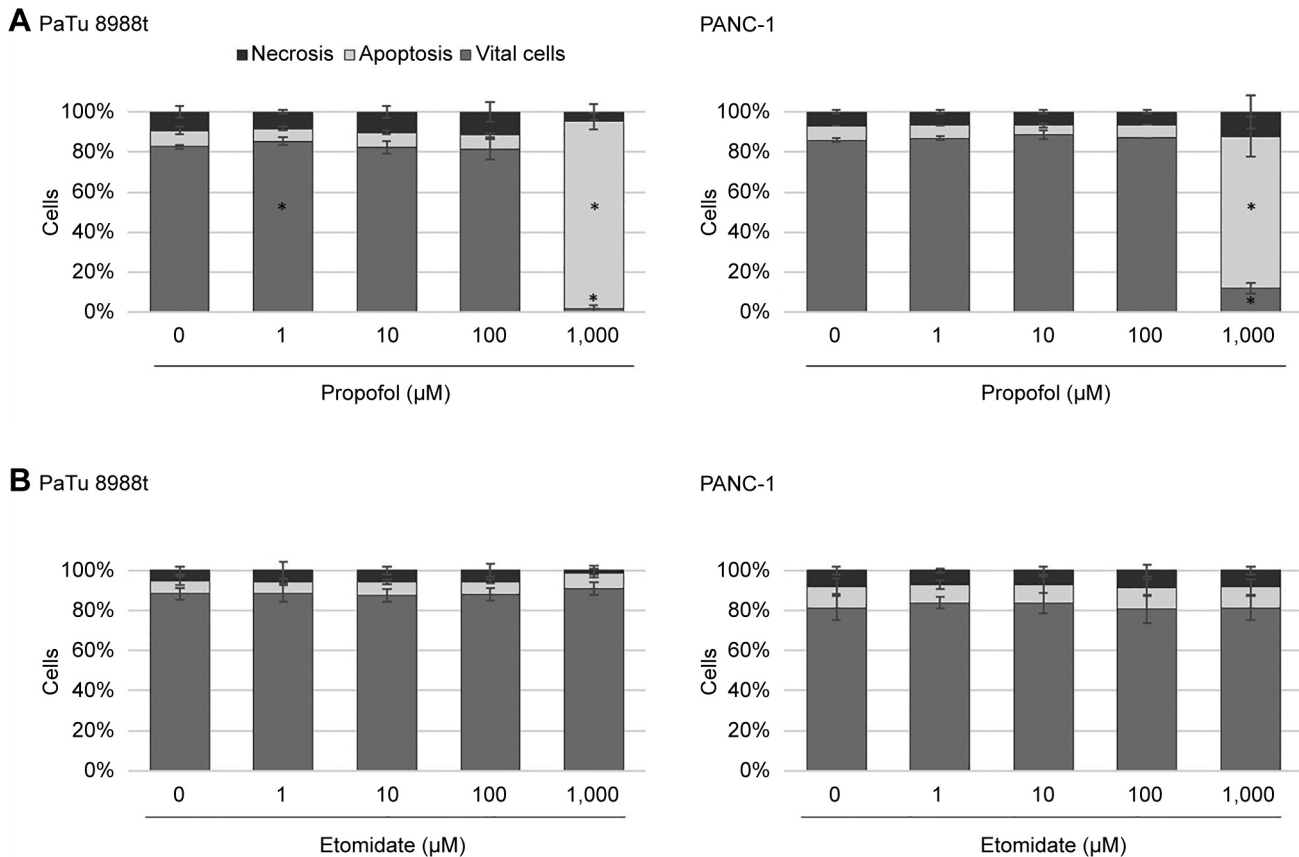 A PaTu 8988t
PANC-1
Necrosis Apoptosis Vital cells
100%
80%
60%
40%
20%
0%
Cells
*
*
*
0 1 10 100 1,000
Propofol (µM)
100%
80%
60%
40%
20%
0%
Cells
*
*
0 1 10 100 1,000
Propofol (µM)
B PaTu 8988t
PANC-1
100%
80%
60%
40%
20%
0%
Cells
0 1 10 100 1,000
Etomidate (µM)
100%
80%
60%
40%
20%
0%
Cells
0 1 10 100 1,000
Etomidate (µM)